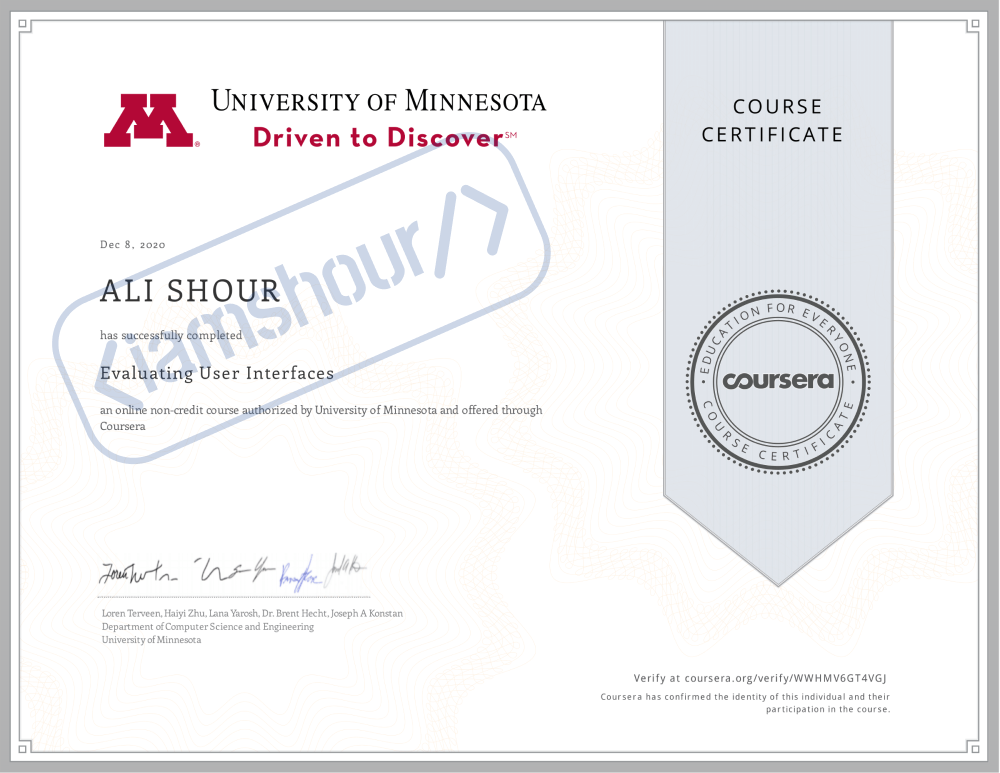 UNIVERSITY OF MINNESOTA
Driven to Discover℠
COURSE
CERTIFICATE
Dec 8, 2020
ALI SHOUR
has successfully completed
Evaluating User Interfaces
an online non-credit course authorized by University of Minnesota and offered through
Coursera
<iamshour/>
EDUCATION FOR EVERYONE
coursera
COURSE CERTIFICATE
Loren Terveen, Haiyi Zhu, Lana Yarosh, Dr. Brent Hecht, Joseph A Konstan
Department of Computer Science and Engineering
University of Minnesota
Verify at coursera.org/verify/WWHMV6GT4VGJ
Coursera has confirmed the identity of this individual and their
participation in the course.